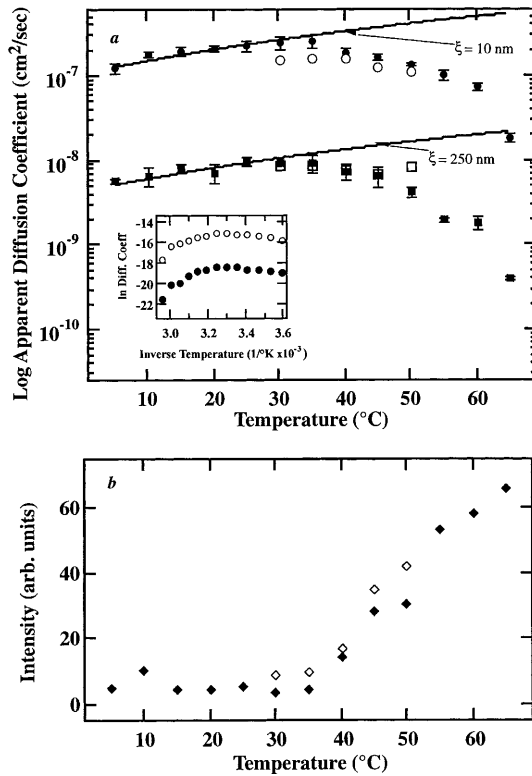 a
Log Apparent Diffusion Coefficient (cm²/sec)
10⁻⁷
10⁻⁸
10⁻⁹
10⁻¹⁰
ξ = 10 nm
ξ = 250 nm
ln Diff. Coeff
-14
-16
-18
-20
-22
3.0 3.2 3.4 3.6
Inverse Temperature (1/°K x10⁻³)
10 20 30 40 50 60
Temperature (°C)
b
Intensity (arb. units)
60
40
20
0
10 20 30 40 50 60
Temperature (°C)